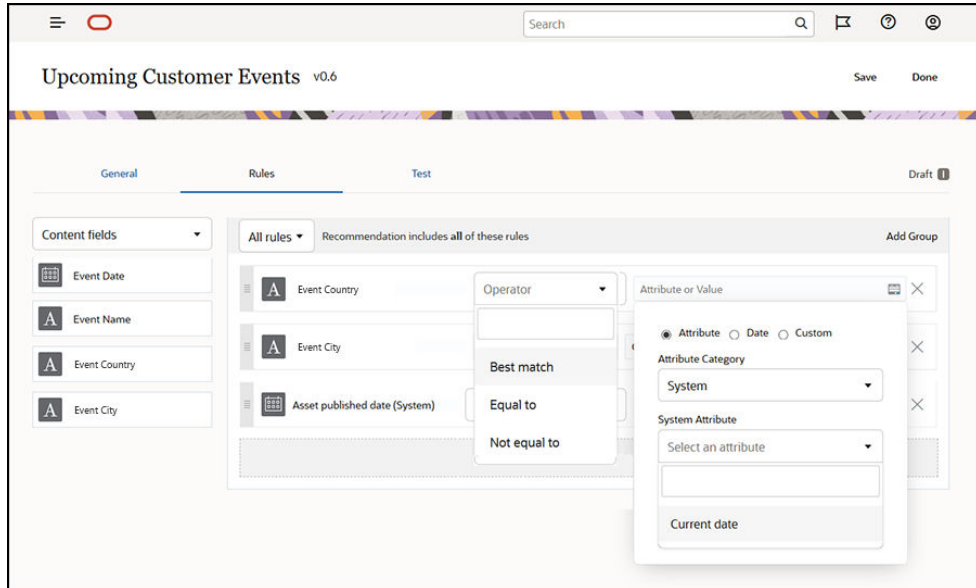 Search
Upcoming Customer Events v0.6
Save Done
General Rules Test Draft
Content fields
Event Date
A Event Name
A Event Country
A Event City
All rules Recommendation includes all of these rules Add Group
A Event Country Operator Attribute or Value
A Event City
Asset published date (System)
Best match
Equal to
Not equal to
Attribute Date Custom
Attribute Category
System
System Attribute
Select an attribute
Current date